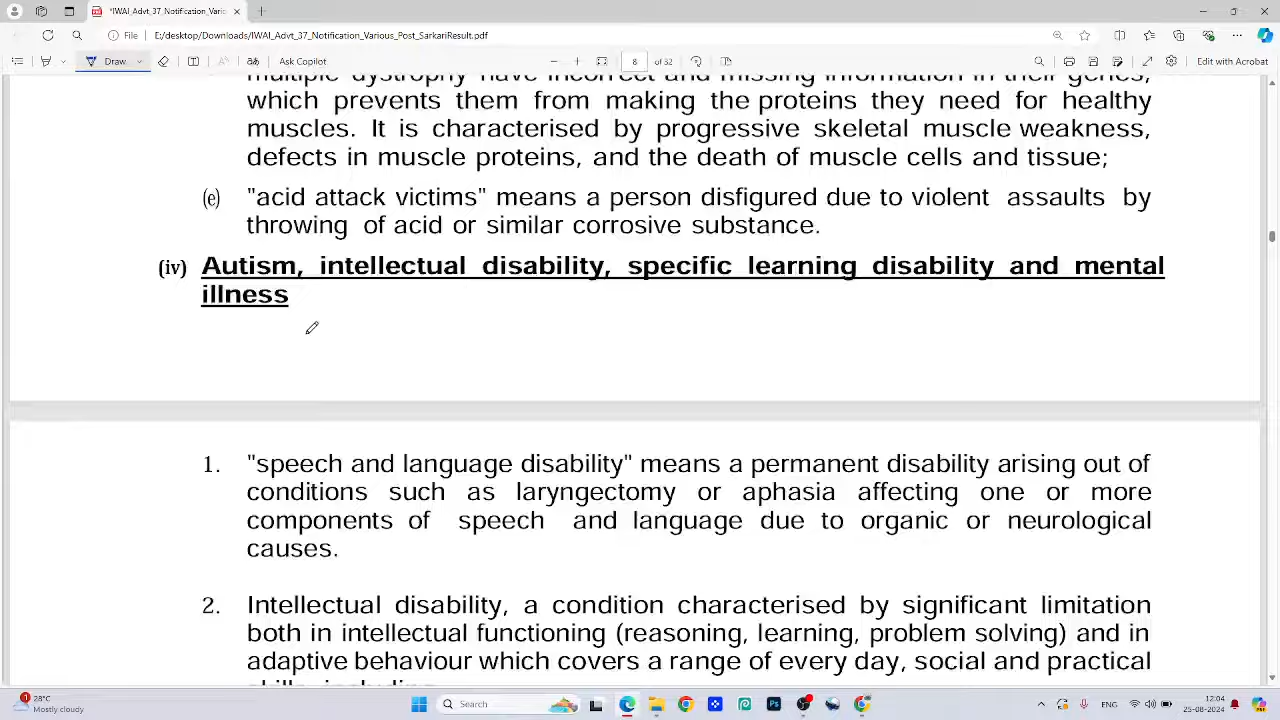 *IWAI_Advt_37_Notification_Vario
File
E:/desktop/Downloads/IWAI_Advt_37_Notification_Various_Post_SarkariResult.pdf
Draw
Ask Copilot
8
of 32
Edit with Acrobat
multiple dystrophy have incorrect and missing information in their genes,
which prevents them from making the proteins they need for healthy
muscles. It is characterised by progressive skeletal muscle weakness,
defects in muscle proteins, and the death of muscle cells and tissue;
(e) "acid attack victims" means a person disfigured due to violent assaults by
throwing of acid or similar corrosive substance.
(iv) Autism, intellectual disability, specific learning disability and mental
illness
1. "speech and language disability" means a permanent disability arising out of
conditions such as laryngectomy or aphasia affecting one or more
components of speech and language due to organic or neurological
causes.
2. Intellectual disability, a condition characterised by significant limitation
both in intellectual functioning (reasoning, learning, problem solving) and in
adaptive behaviour which covers a range of every day, social and practical
28°C
Mostly cloudy
Search
ENG
12:04
25-08-2024